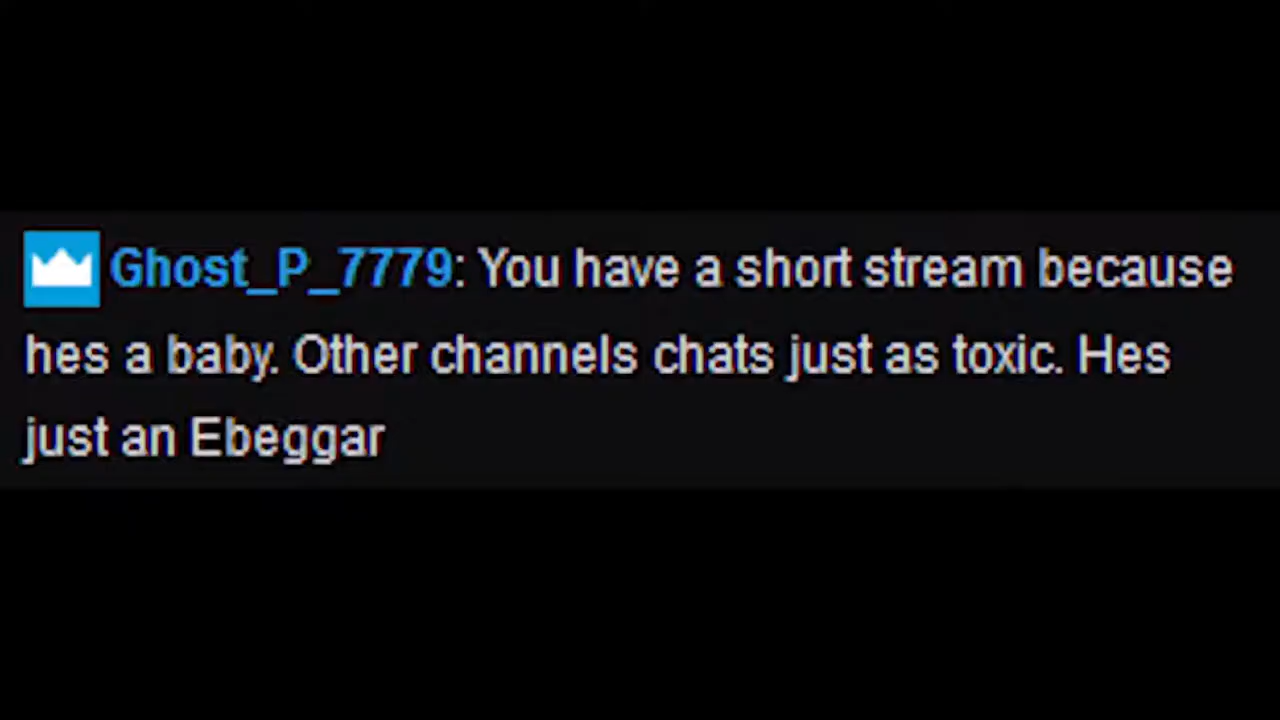 Ghost_P_7779: You have a short stream because
hes a baby. Other channels chats just as toxic. Hes
just an Ebeggar